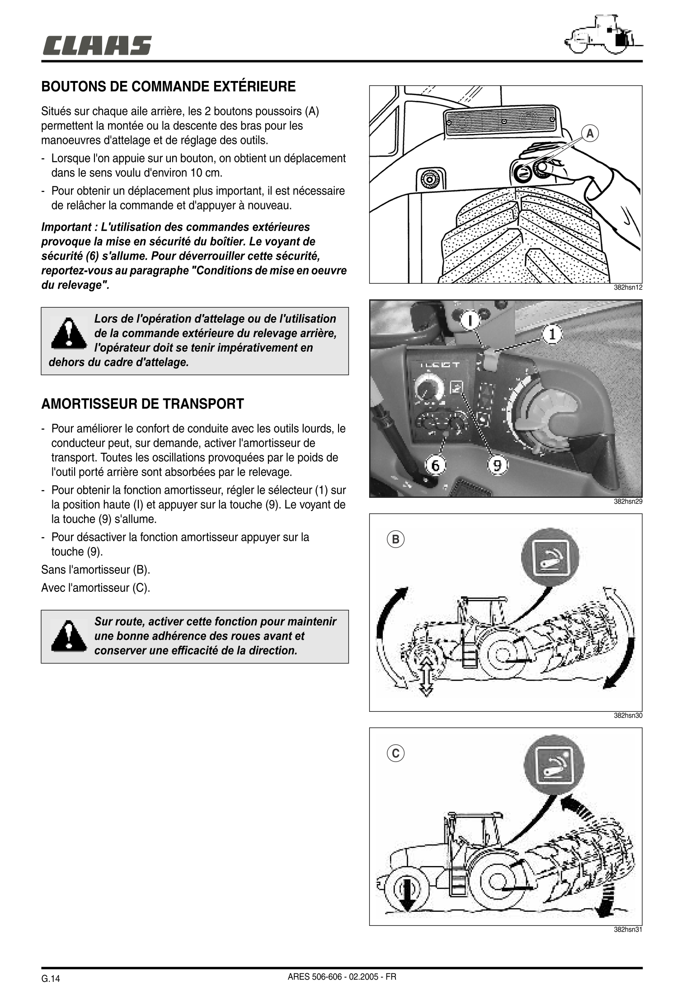 CLAAS
BOUTONS DE COMMANDE EXTÉRIEURE
Situés sur chaque aile arrière, les 2 boutons poussoirs (A)
permettent la montée ou la descente des bras pour les
manoeuvres d'attelage et de réglage des outils.
- Lorsque l'on appuie sur un bouton, on obtient un déplacement
dans le sens voulu d'environ 10 cm.
- Pour obtenir un déplacement plus important, il est nécessaire
de relâcher la commande et d'appuyer à nouveau.
Important : L'utilisation des commandes extérieures
provoque la mise en sécurité du boîtier. Le voyant de
sécurité (6) s'allume. Pour déverrouiller cette sécurité,
reportez-vous au paragraphe "Conditions de mise en oeuvre
du relevage".
Lors de l'opération d'attelage ou de l'utilisation
de la commande extérieure du relevage arrière,
l'opérateur doit se tenir impérativement en
dehors du cadre d'attelage.
AMORTISSEUR DE TRANSPORT
- Pour améliorer le confort de conduite avec les outils lourds, le
conducteur peut, sur demande, activer l'amortisseur de
transport. Toutes les oscillations provoquées par le poids de
l'outil porté arrière sont absorbées par le relevage.
- Pour obtenir la fonction amortisseur, régler le sélecteur (1) sur
la position haute (I) et appuyer sur la touche (9). Le voyant de
la touche (9) s'allume.
- Pour désactiver la fonction amortisseur appuyer sur la
touche (9).
Sans l'amortisseur (B).
Avec l'amortisseur (C).
Sur route, activer cette fonction pour maintenir
une bonne adhérence des roues avant et
conserver une efficacité de la direction.
A
382hsn12
I
1
6
9
382hsn29
B
382hsn30
C
382hsn31
G.14
ARES 506-606 - 02.2005 - FR